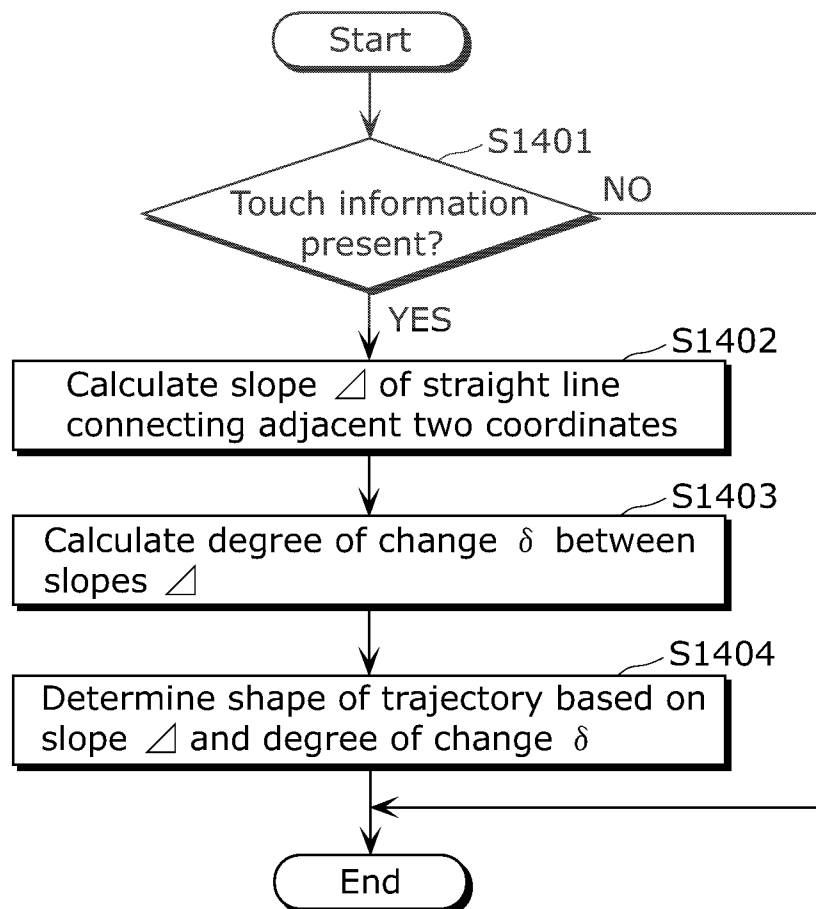 Start
S1401
Touch information
present?
NO
YES
S1402
Calculate slope ⊿ of straight line
connecting adjacent two coordinates
S1403
Calculate degree of change δ between
slopes ⊿
S1404
Determine shape of trajectory based on
slope ⊿ and degree of change δ
End